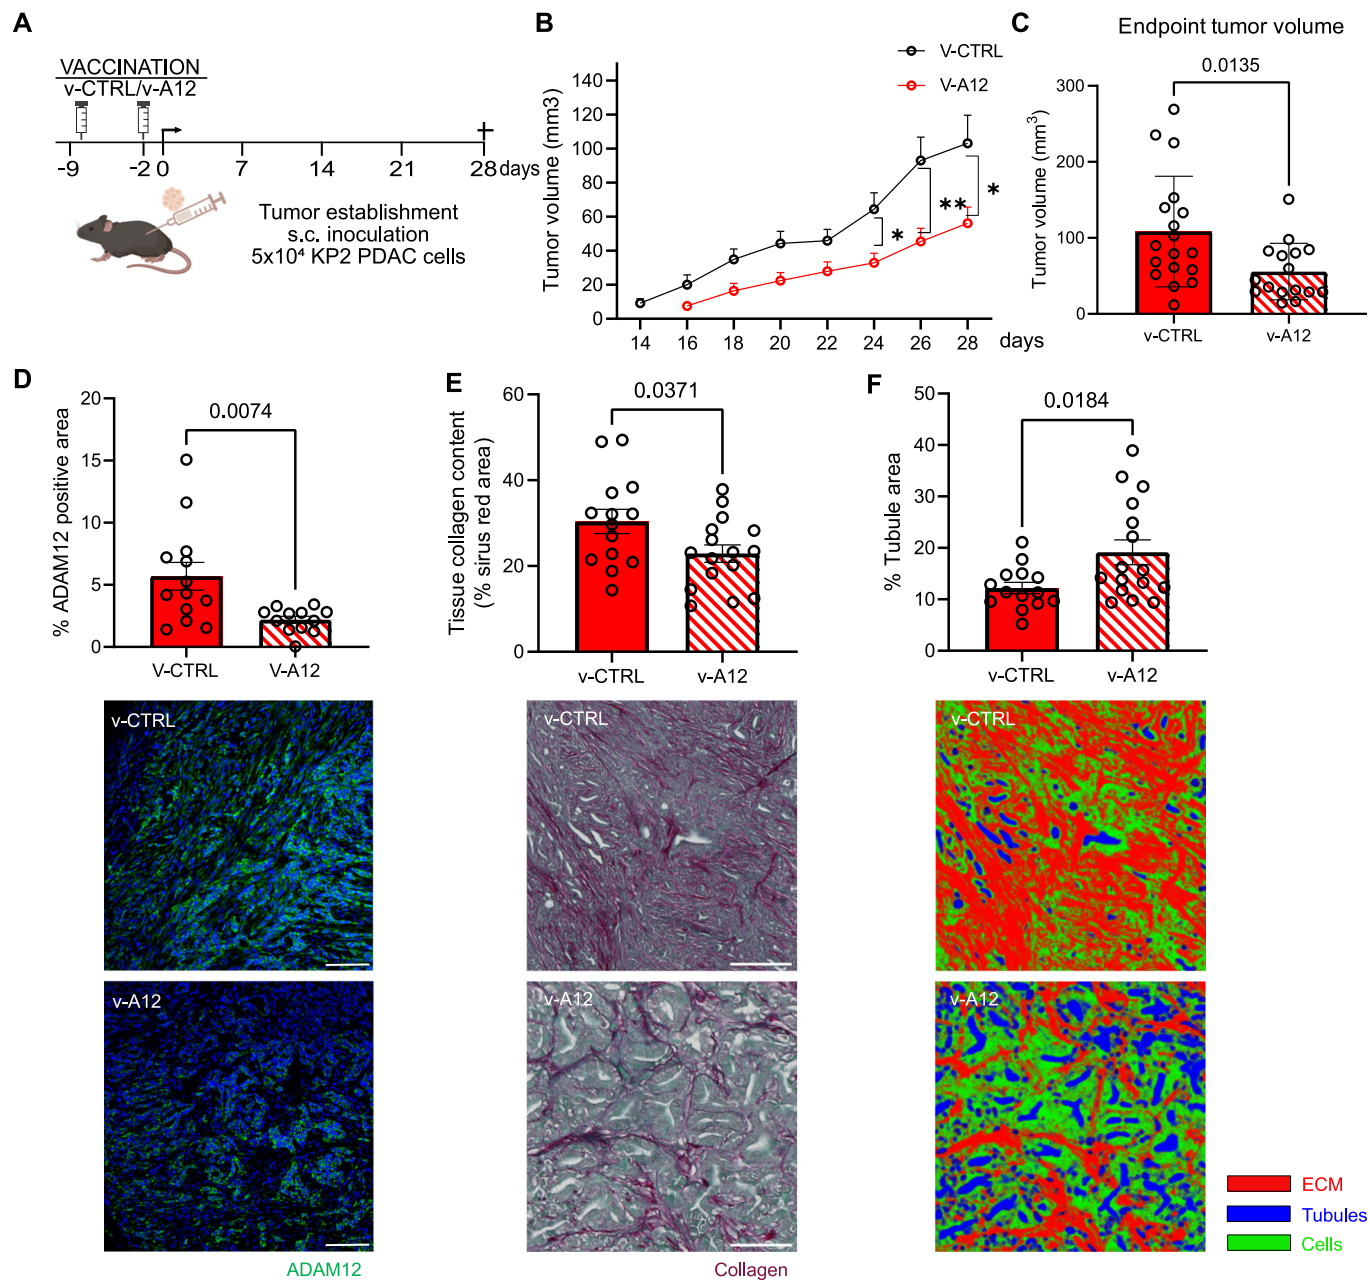 A
VACCINATION
v-CTRL/v-A12
-9 -2 0 7 14 21 28 days
Tumor establishment
s.c. inoculation
5x10⁴ KP2 PDAC cells
B
V-CTRL
V-A12
Tumor volume (mm3)
140
120
100
80
60
40
20
0
* ** *
14 16 18 20 22 24 26 28 days
C
Endpoint tumor volume
0.0135
Tumor volume (mm³)
300
200
100
0
v-CTRL v-A12
D
% ADAM12 positive area
0.0074
20
15
10
5
0
V-CTRL V-A12
v-CTRL
v-A12
ADAM12
E
Tissue collagen content
(% sirus red area)
0.0371
60
40
20
0
v-CTRL v-A12
v-CTRL
v-A12
Collagen
F
% Tubule area
0.0184
50
40
30
20
10
0
v-CTRL v-A12
v-CTRL
v-A12
ECM
Tubules
Cells